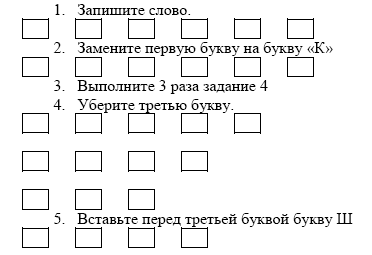 1. Запишите слово.
2. Замените первую букву на букву «К»
3. Выполните 3 раза задание 4
4. Уберите третью букву.
5. Вставьте перед третьей буквой букву Ш